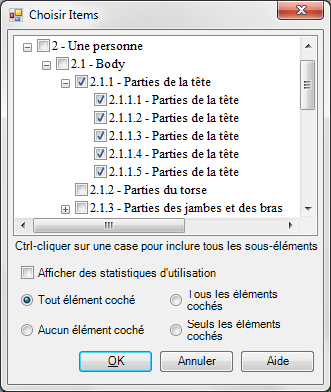 Choisir Items
2 - Une personne
2.1 - Body
2.1.1 - Parties de la tête
2.1.1.1 - Parties de la tête
2.1.1.2 - Parties de la tête
2.1.1.3 - Parties de la tête
2.1.1.4 - Parties de la tête
2.1.1.5 - Parties de la tête
2.1.2 - Parties du torse
2.1.3 - Parties des jambes et des bras
Ctrl-cliquer sur une case pour inclure tous les sous-éléments
Afficher des statistiques d'utilisation
Tout élément coché
Tous les éléments
cochés
Aucun élément coché
Seuls les éléments
cochés
OK
Annuler
Aide